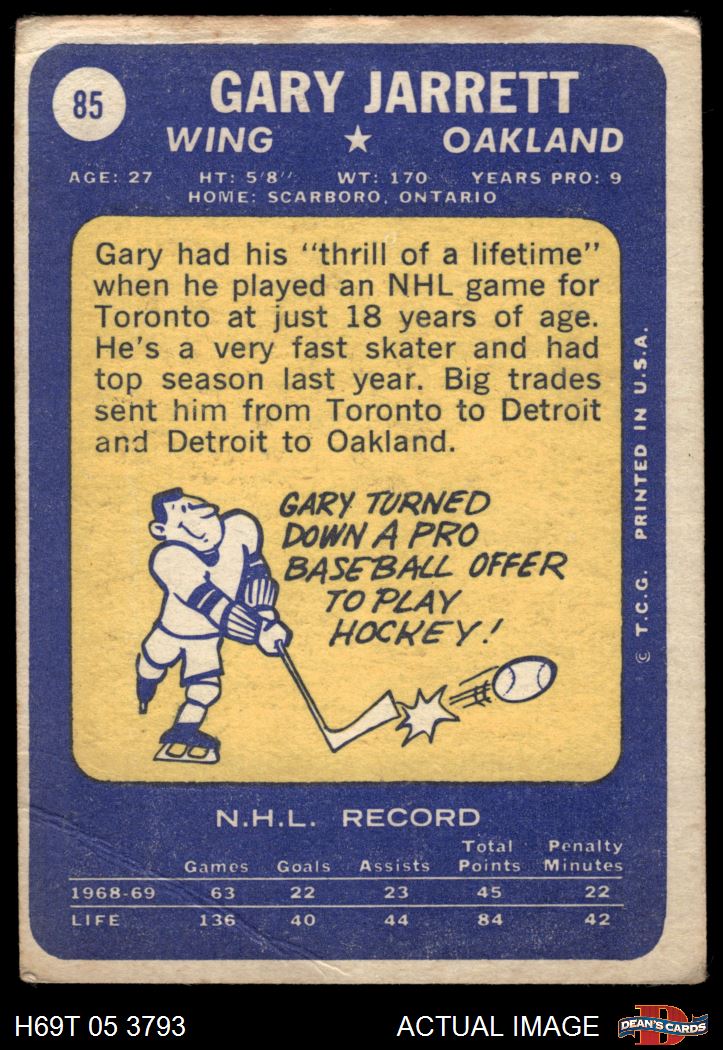 85
GARY JARRETT
WING ★ OAKLAND
AGE: 27 HT: 5'8'' WT: 170 YEARS PRO: 9
HOME: SCARBORO, ONTARIO
Gary had his "thrill of a lifetime"
when he played an NHL game for
Toronto at just 18 years of age.
He's a very fast skater and had
top season last year. Big trades
sent him from Toronto to Detroit
and Detroit to Oakland.
GARY TURNED
DOWN A PRO
BASEBALL OFFER
TO PLAY
HOCKEY!
© T.C.G. PRINTED IN U.S.A.
N.H.L. RECORD
Games Goals Assists Total Points Penalty Minutes
1968-69 63 22 23 45 22
LIFE 136 40 44 84 42
H69T 05 3793
ACTUAL IMAGE
D
DEAN'S CARDS